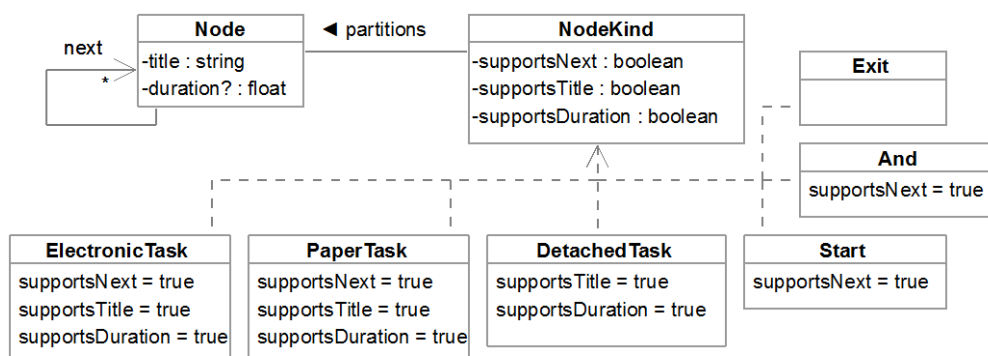 Node
-title : string
-duration? : float
next
*
◄ partitions
NodeKind
-supportsNext : boolean
-supportsTitle : boolean
-supportsDuration : boolean
Exit
And
supportsNext = true
ElectronicTask
supportsNext = true
supportsTitle = true
supportsDuration = true
PaperTask
supportsNext = true
supportsTitle = true
supportsDuration = true
DetachedTask
supportsTitle = true
supportsDuration = true
Start
supportsNext = true